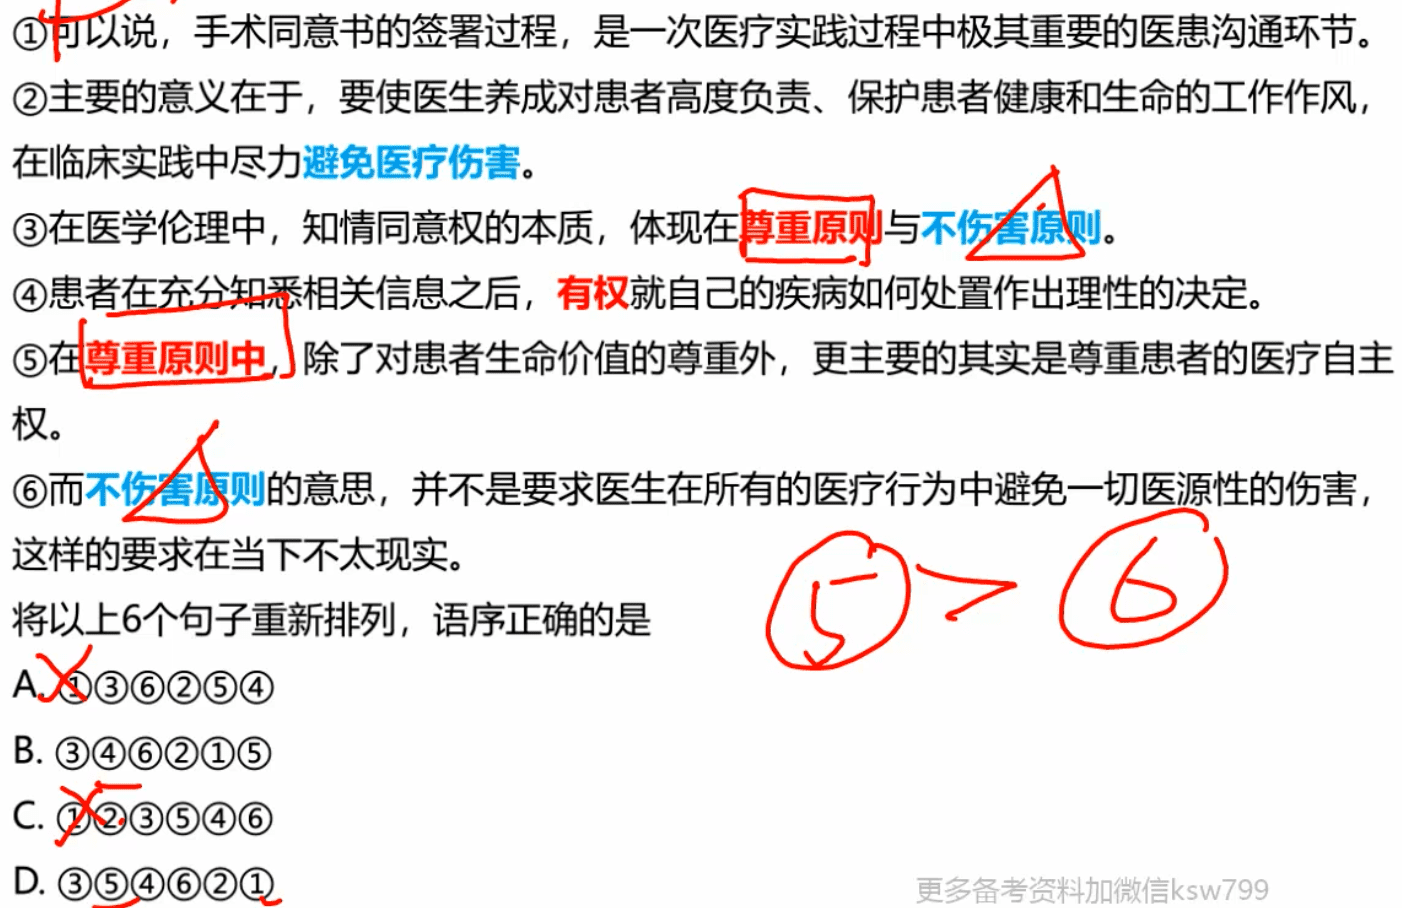 ①可以说，手术同意书的签署过程，是一次医疗实践过程中极其重要的医患沟通环节。
②主要的意义在于，要使医生养成对患者高度负责、保护患者健康和生命的工作作风，
在临床实践中尽力避免医疗伤害。
③在医学伦理中，知情同意权的本质，体现在尊重原则与不伤害原则。
④患者在充分知悉相关信息之后，有权就自己的疾病如何处置作出理性的决定。
⑤在尊重原则中，除了对患者生命价值的尊重外，更主要的其实是尊重患者的医疗自主
权。
⑥而不伤害原则的意思，并不是要求医生在所有的医疗行为中避免一切医源性的伤害，
这样的要求在当下不太现实。
5 > 6
将以上6个句子重新排列，语序正确的是
A. ①③⑥②⑤④
B. ③④⑥②①⑤
C. ①②③⑤④⑥
D. ③⑤④⑥②①
更多备考资料加微信ksw799